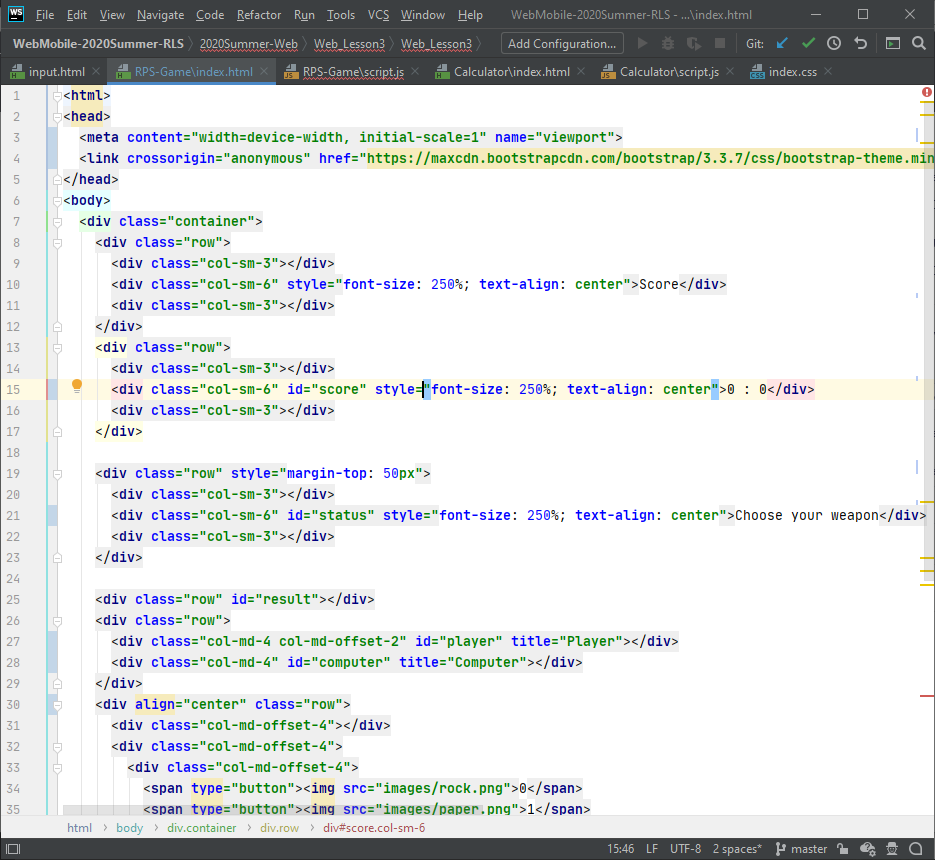 WS File Edit View Navigate Code Refactor Run Tools VCS Window Help WebMobile-2020Summer-RLS - ...\index.html
WebMobile-2020Summer-RLS 2020Summer-Web Web_Lesson3 Web_Lesson3 Add Configuration... Git:
input.html RPS-Game\index.html RPS-Game\script.js Calculator\index.html Calculator\script.js index.css
1 <html>
2 <head>
3 <meta content="width=device-width, initial-scale=1" name="viewport">
4 <link crossorigin="anonymous" href="https://maxcdn.bootstrapcdn.com/bootstrap/3.3.7/css/bootstrap-theme.min
5 </head>
6 <body>
7 <div class="container">
8 <div class="row">
9 <div class="col-sm-3"></div>
10 <div class="col-sm-6" style="font-size: 250%; text-align: center">Score</div>
11 <div class="col-sm-3"></div>
12 </div>
13 <div class="row">
14 <div class="col-sm-3"></div>
15 <div class="col-sm-6" id="score" style="font-size: 250%; text-align: center">0 : 0</div>
16 <div class="col-sm-3"></div>
17 </div>
18
19 <div class="row" style="margin-top: 50px">
20 <div class="col-sm-3"></div>
21 <div class="col-sm-6" id="status" style="font-size: 250%; text-align: center">Choose your weapon</div>
22 <div class="col-sm-3"></div>
23 </div>
24
25 <div class="row" id="result"></div>
26 <div class="row">
27 <div class="col-md-4 col-md-offset-2" id="player" title="Player"></div>
28 <div class="col-md-4" id="computer" title="Computer"></div>
29 </div>
30 <div align="center" class="row">
31 <div class="col-md-offset-4"></div>
32 <div class="col-md-offset-4">
33 <div class="col-md-offset-4">
34 <span type="button"><img src="images/rock.png">0</span>
35 <span type="button"><img src="images/paper.png">1</span>
html body div.container div.row div#score.col-sm-6
15:46 LF UTF-8 2 spaces* master